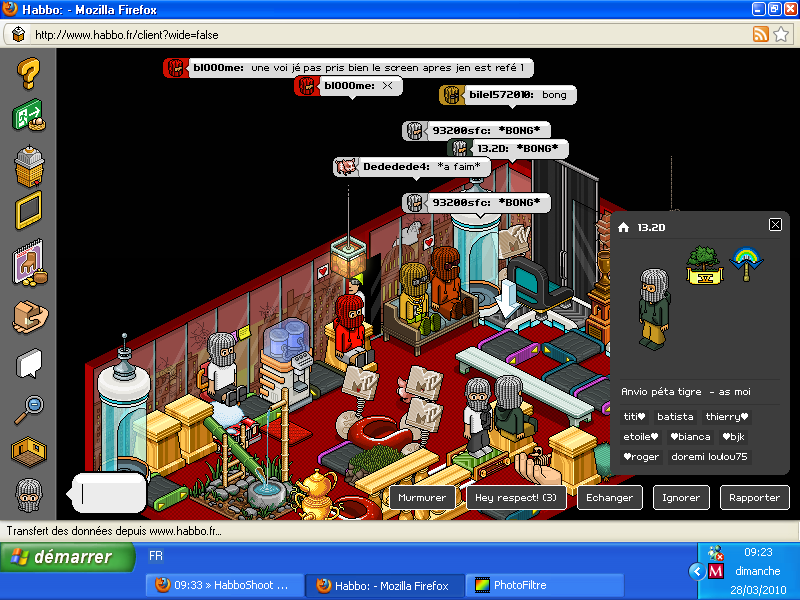 Habbo: - Mozilla Firefox
http://www.habbo.fr/client?wide=false
bl000me: une voi jé pas pris bien le screen apres jen est refé 1
bl000me: ><
bilel572010: bong
93200sfc: *BONG*
13.2D: *BONG*
Dededede4: *a faim*
93200sfc: *BONG*
13.2D
Anvio péta tigre - as moi
titi♥ batista thierry♥
etoile♥ ♥bianca ♥bjk
♥roger doremi loulou75
Murmurer Hey respect! (3) Echanger Ignorer Rapporter
Transfert des données depuis www.habbo.fr...
démarrer FR
09:33 » HabboShoot ... Habbo: - Mozilla Firefox PhotoFiltre
09:23
dimanche
28/03/2010